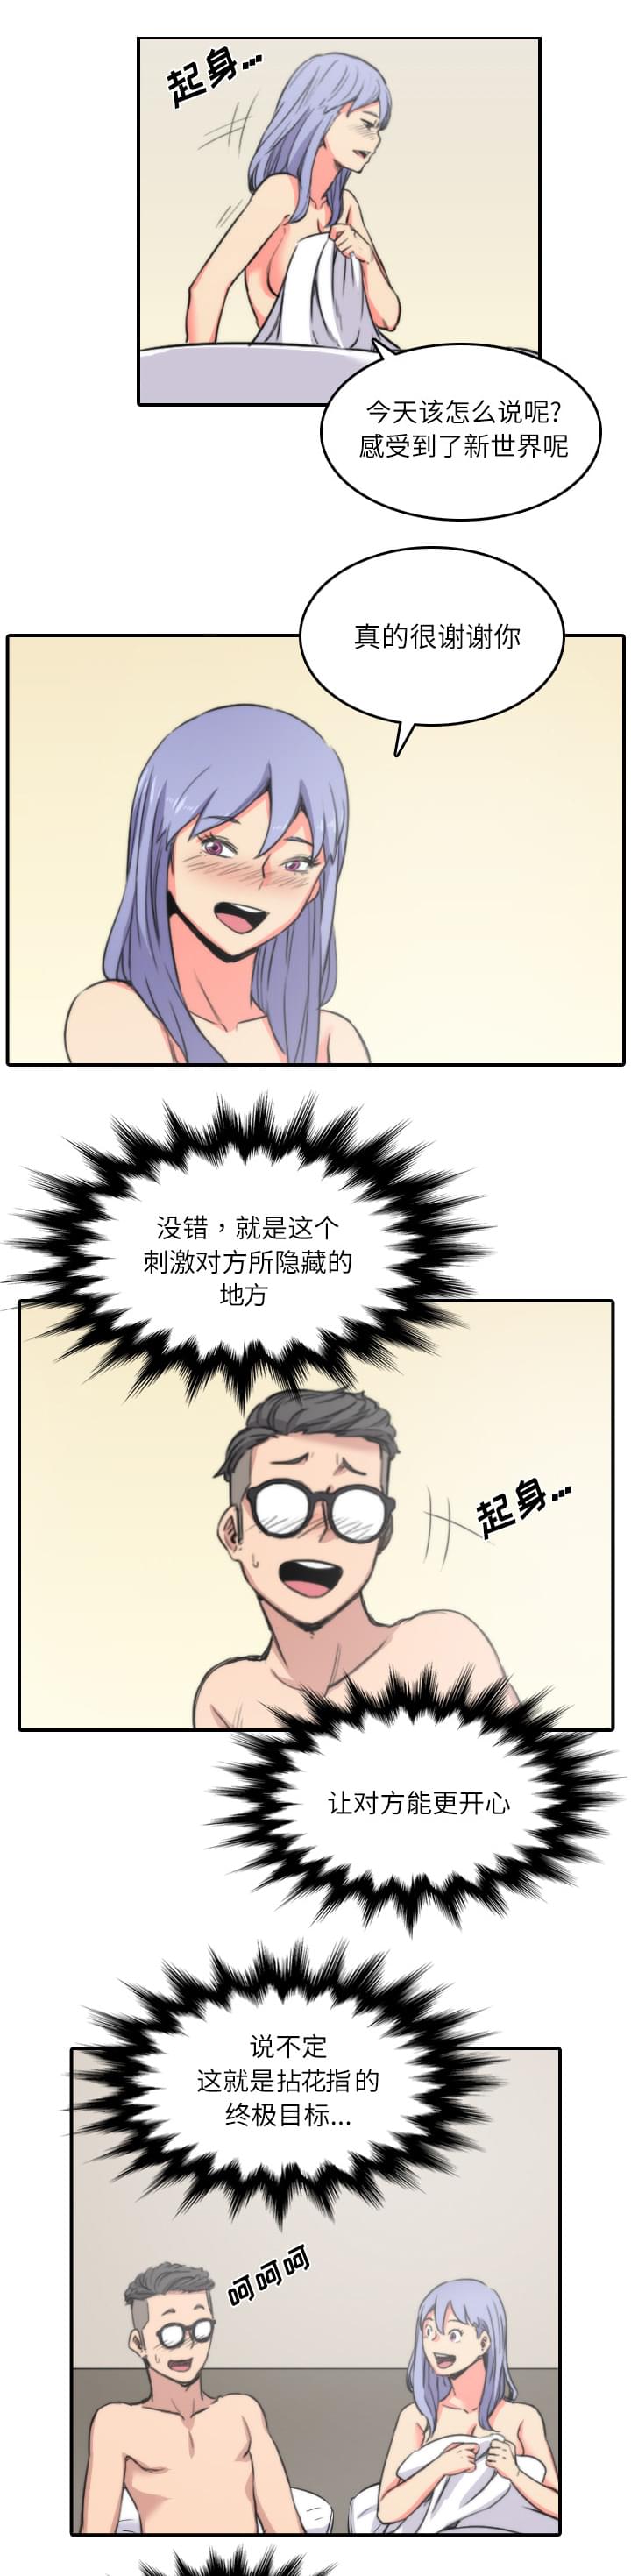 起身...
今天该怎么说呢?
感受到了新世界呢
真的很谢谢你
没错，就是这个
刺激对方所隐藏的
地方
起身...
让对方能更开心
说不定
这就是拈花指的
终极目标...
呵呵呵